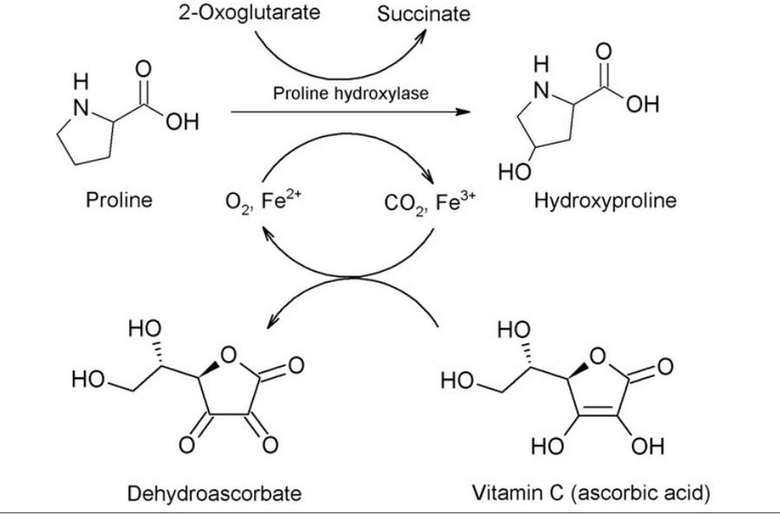 2-Oxoglutarate Succinate
Proline hydroxylase
H
N
O
OH
Proline
H
N
O
OH
HO
Hydroxyproline
O2, Fe2+
CO2, Fe3+
HO
HO
O
O
O
O
Dehydroascorbate
HO
HO
O
O
HO
OH
Vitamin C (ascorbic acid)